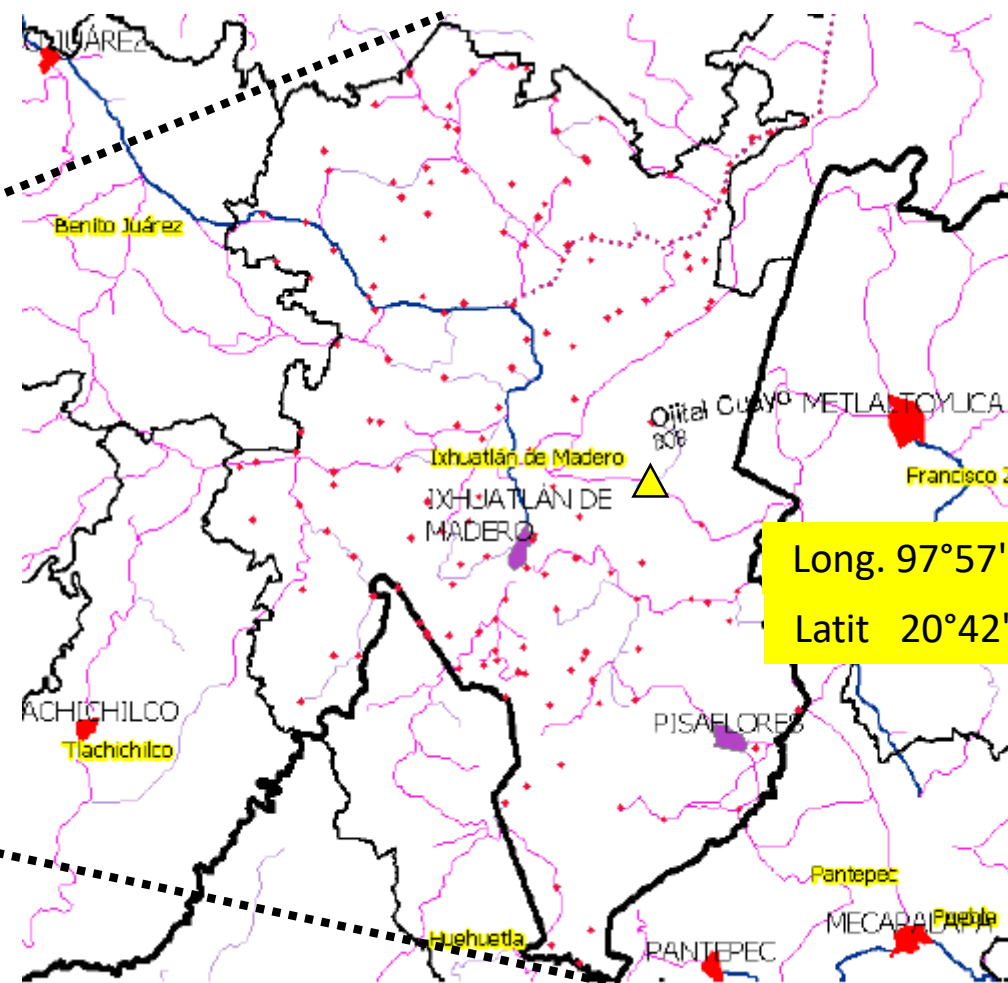 JUÁREZ
Benito Juárez
Ojital Cuayo
808
METLALTOYUCA
Ixhuatlán de Madero
Francisco
IXHUATLÁN DE
MADERO
Long. 97°57'
Latit 20°42'
ACHICHILCO
Tlachichilco
PISAFLORES
Pantepec
MECAPALAPA
Puebla
Huehuetla
PANTEPEC